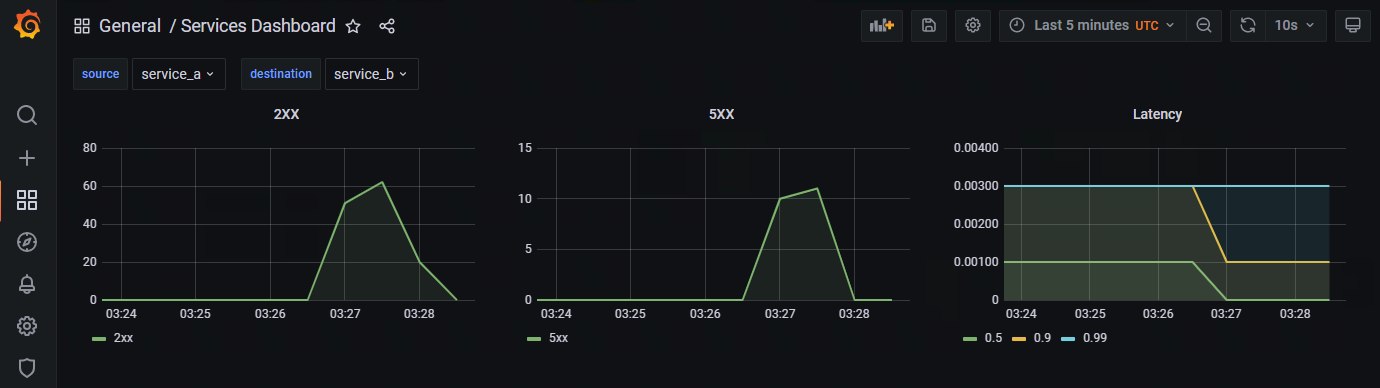 General / Services Dashboard
Last 5 minutes UTC
10s
source service_a destination service_b
2XX
80
60
40
20
0
03:24 03:25 03:26 03:27 03:28
2xx
5XX
15
10
5
0
03:24 03:25 03:26 03:27 03:28
5xx
Latency
0.00400
0.00300
0.00200
0.00100
0
03:24 03:25 03:26 03:27 03:28
0.5 0.9 0.99